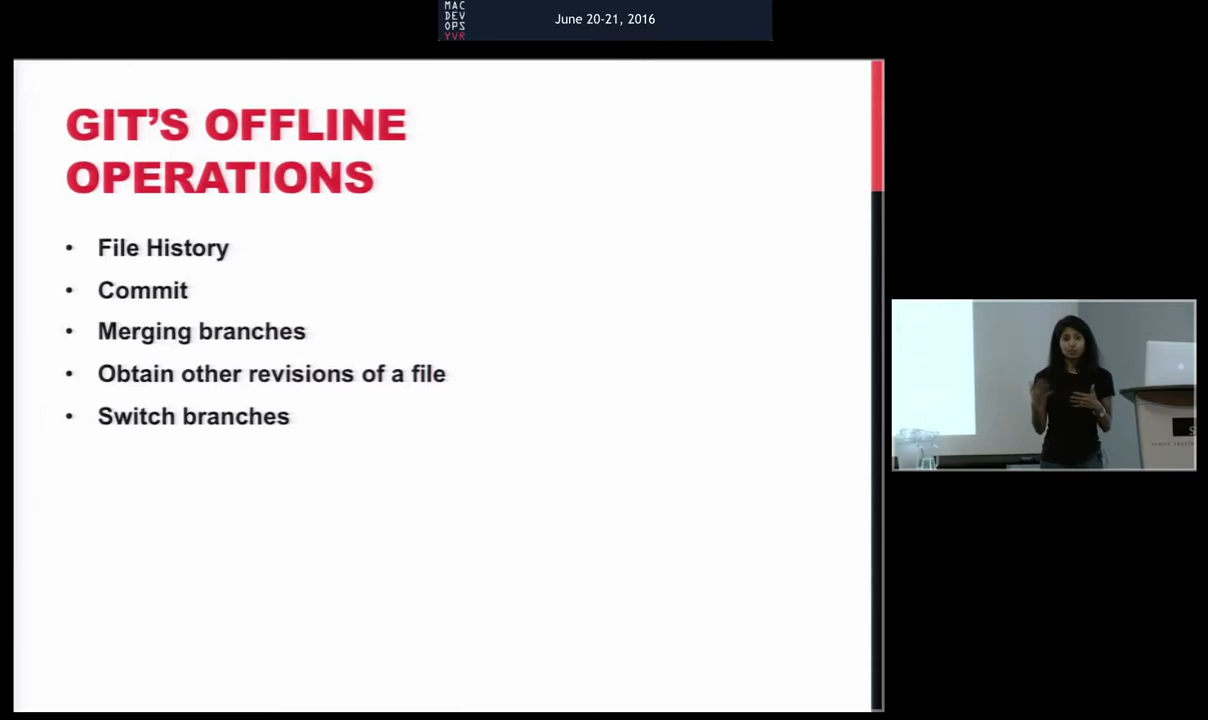 MAC
DEV
OPS
YVR
June 20-21, 2016
GIT'S OFFLINE
OPERATIONS
• File History
• Commit
• Merging branches
• Obtain other revisions of a file
• Switch branches